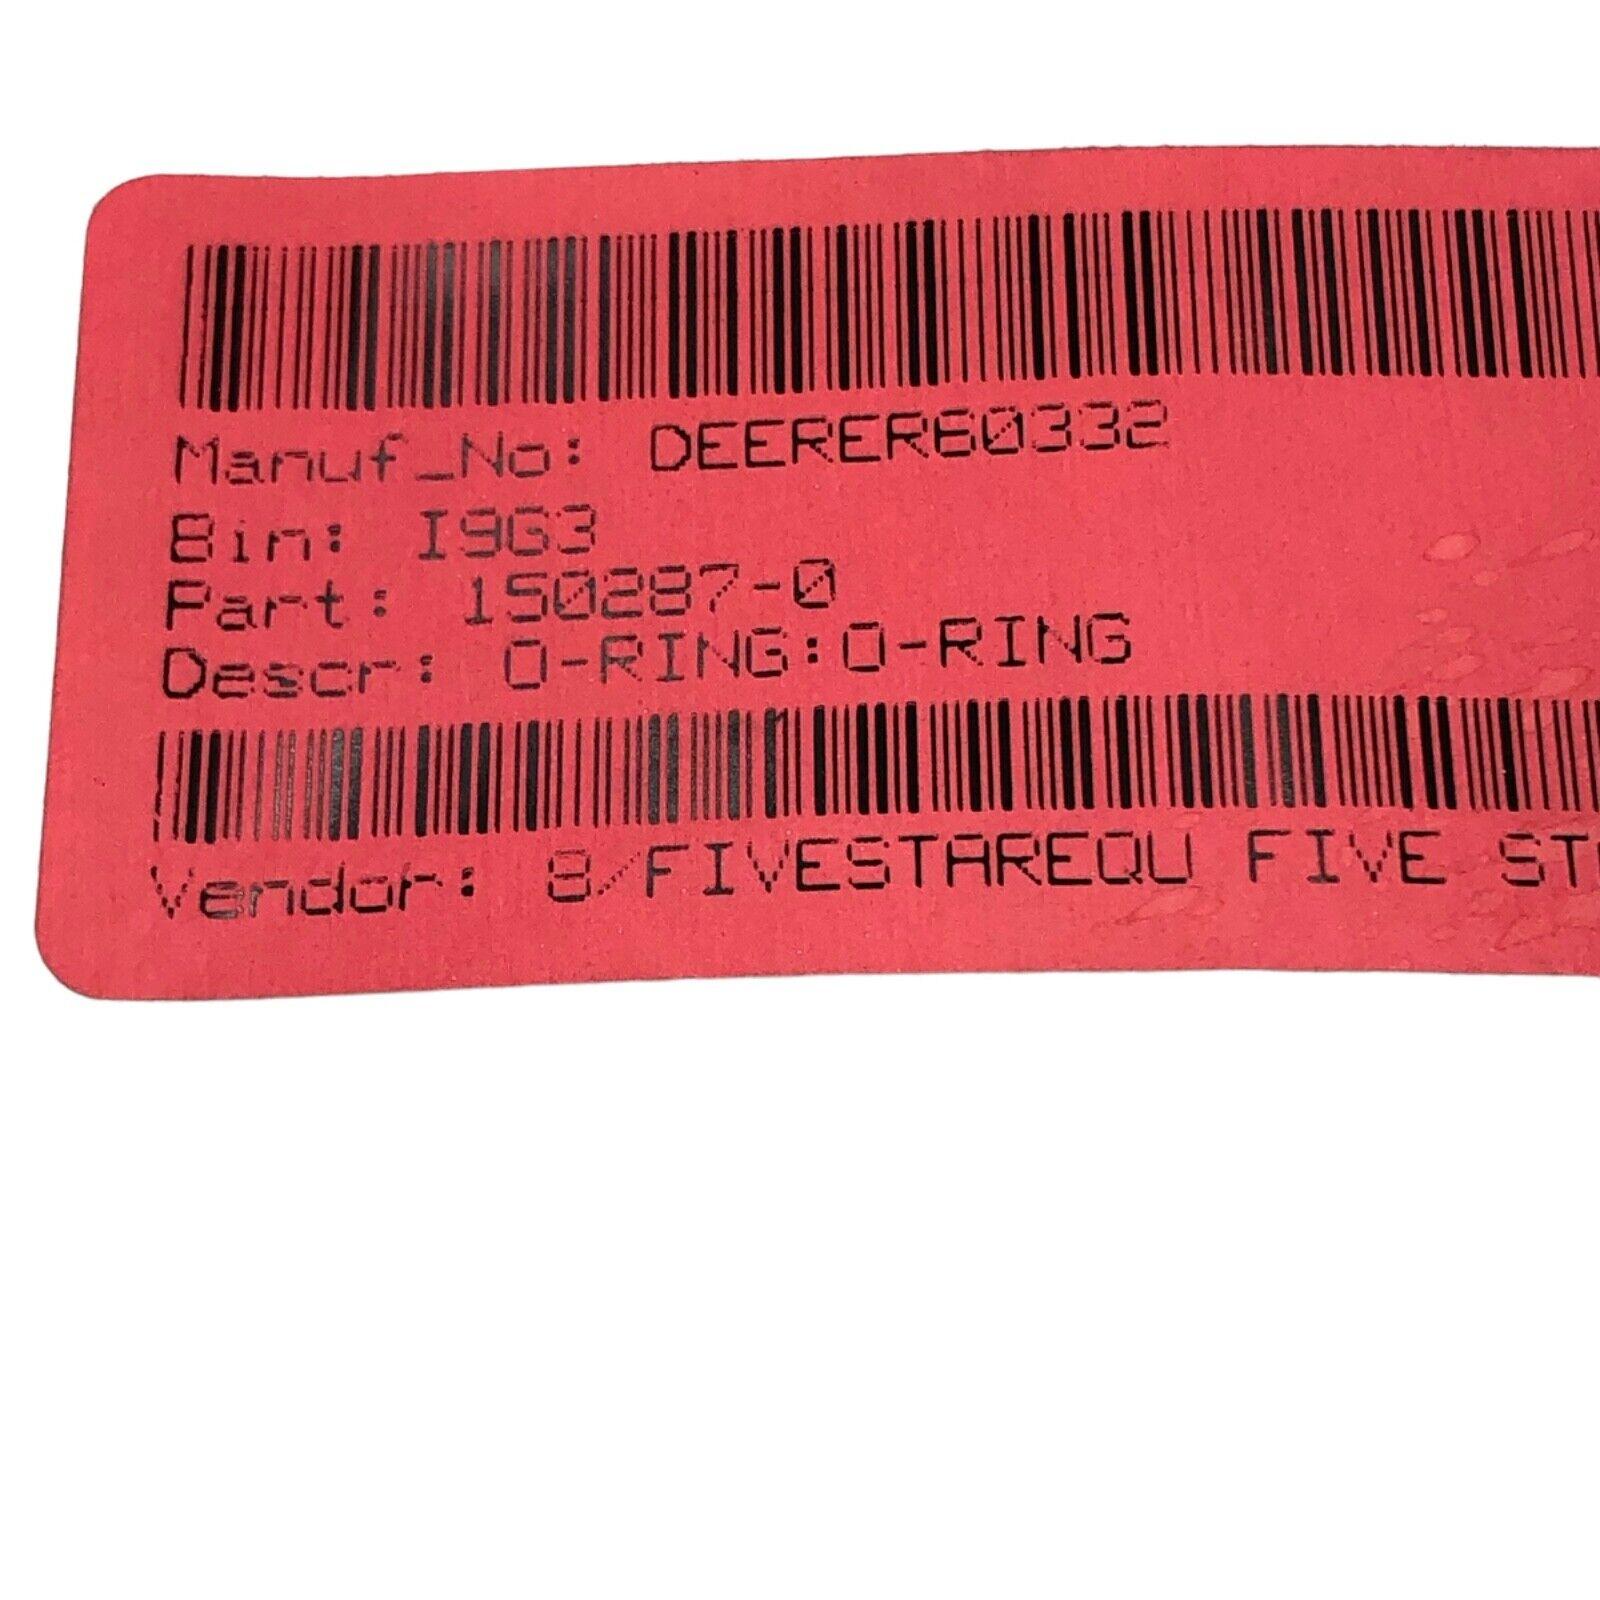 Manuf_No: DEERER60332
Bin: I9G3
Part: 150287-0
Descr: O-RING:O-RING
Vendor: 8/FIVESTAREQU FIVE